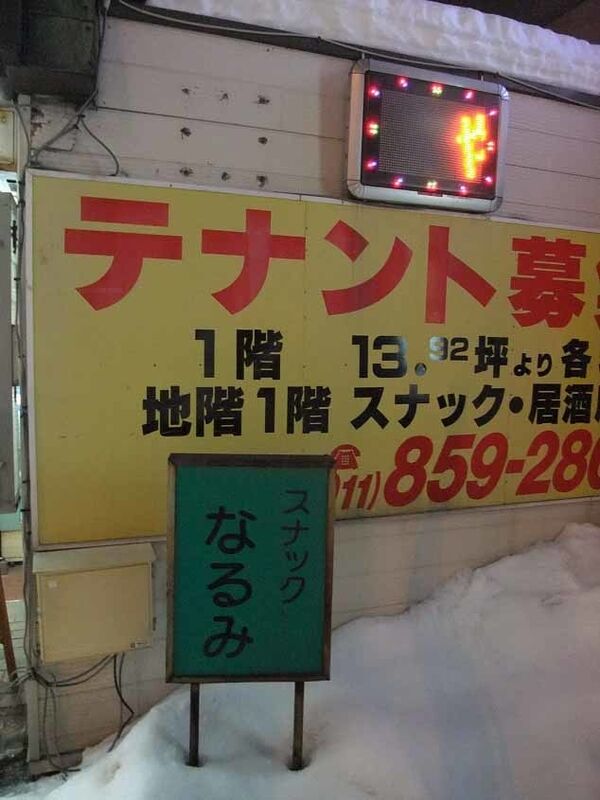 テナント募
1階 13.92坪より各
地階1階 スナック・居酒
11)859-286
スナック
なるみ